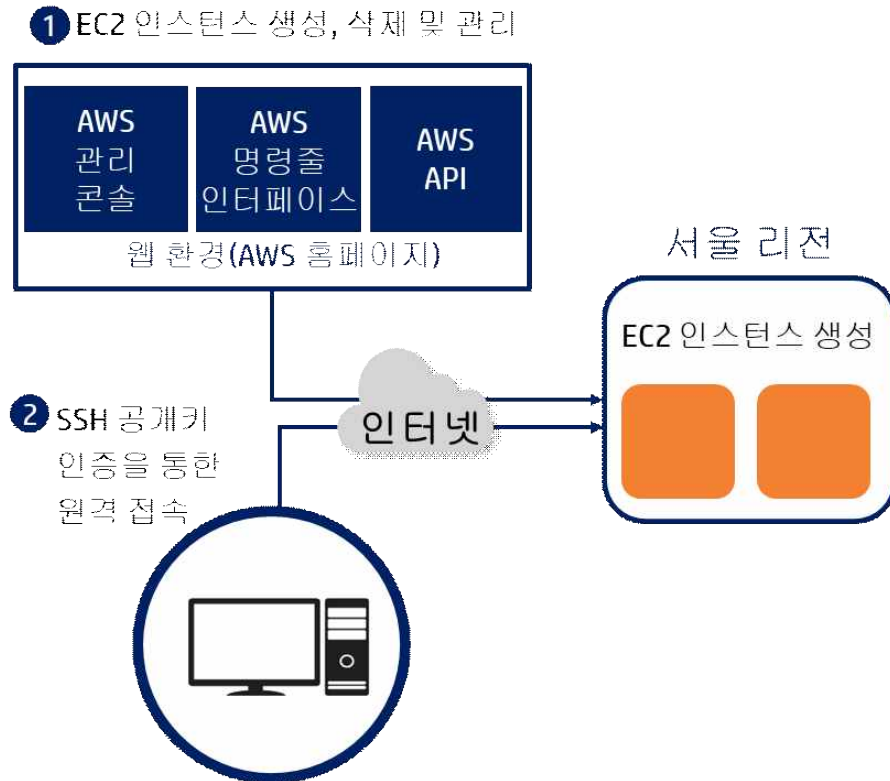 1 EC2 인스턴스 생성, 삭제 및 관리
AWS
관리
콘솔
AWS
명령줄
인터페이스
AWS
API
웹 환경(AWS 홈페이지)
서울 리전
EC2 인스턴스 생성
인터넷
2 SSH 공개키
인증을 통한
원격 접속